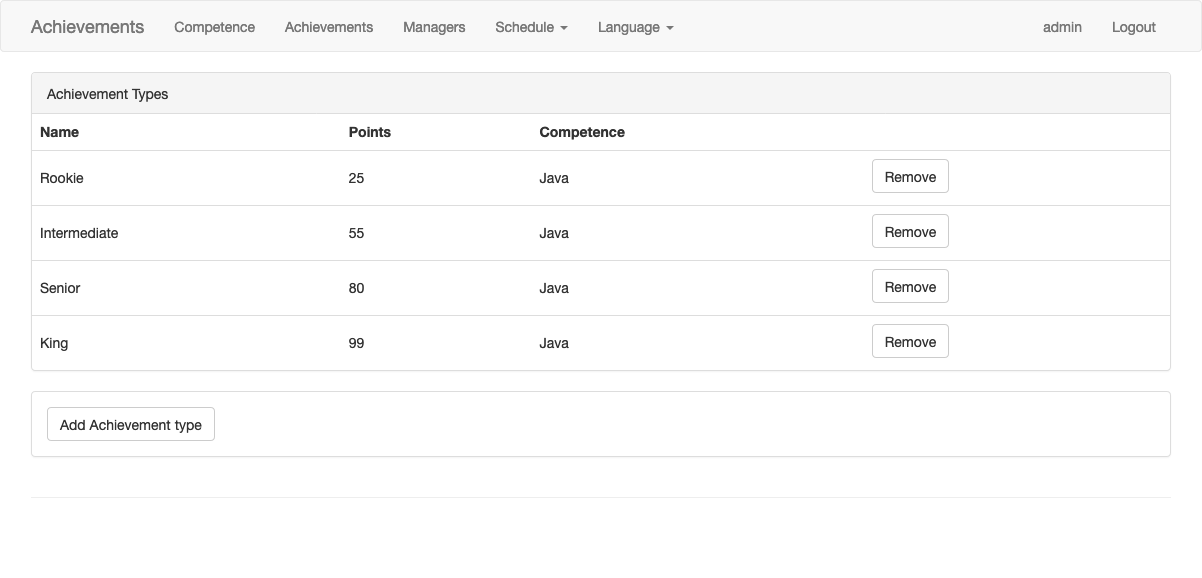 Achievements Competence Achievements Managers Schedule Language admin Logout
Achievement Types
Name Points Competence
Rookie 25 Java Remove
Intermediate 55 Java Remove
Senior 80 Java Remove
King 99 Java Remove
Add Achievement type